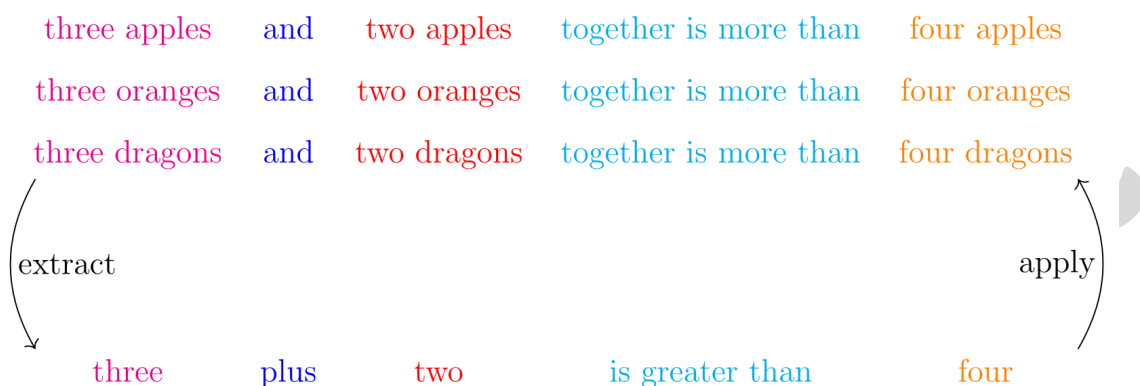 three apples and two apples together is more than four apples
three oranges and two oranges together is more than four oranges
three dragons and two dragons together is more than four dragons
extract apply
three plus two is greater than four